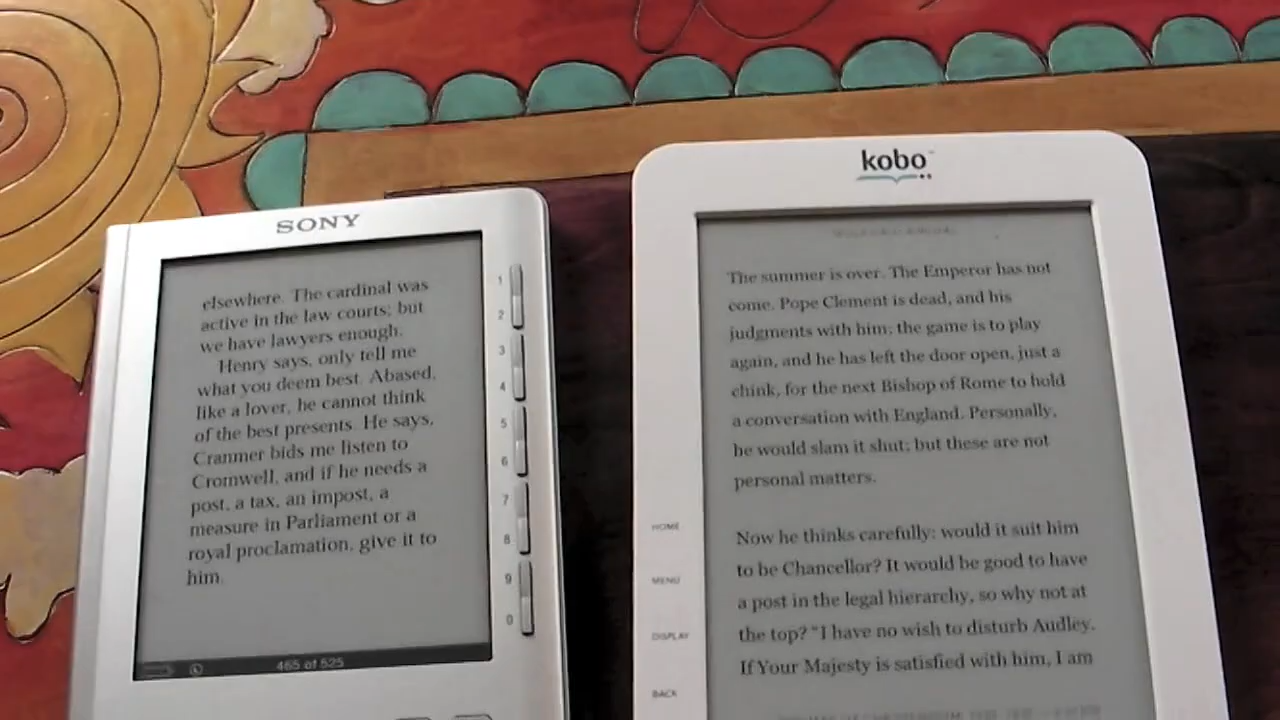 SONY
elsewhere. The cardinal was
active in the law courts; but
we have lawyers enough.
Henry says, only tell me
what you deem best. Abased,
like a lover, he cannot think
of the best presents. He says,
Cranmer bids me listen to
Cromwell, and if he needs a
post, a tax, an impost, a
measure in Parliament or a
royal proclamation, give it to
him.
465 of 525
1
2
3
4
5
6
7
8
9
0
kobo™
The summer is over. The Emperor has not
come. Pope Clement is dead, and his
judgments with him; the game is to play
again, and he has left the door open, just a
chink, for the next Bishop of Rome to hold
a conversation with England. Personally,
he would slam it shut; but these are not
personal matters.
Now he thinks carefully: would it suit him
to be Chancellor? It would be good to have
a post in the legal hierarchy, so why not at
the top? "I have no wish to disturb Audley.
If Your Majesty is satisfied with him, I am
HOME
MENU
DISPLAY
BACK